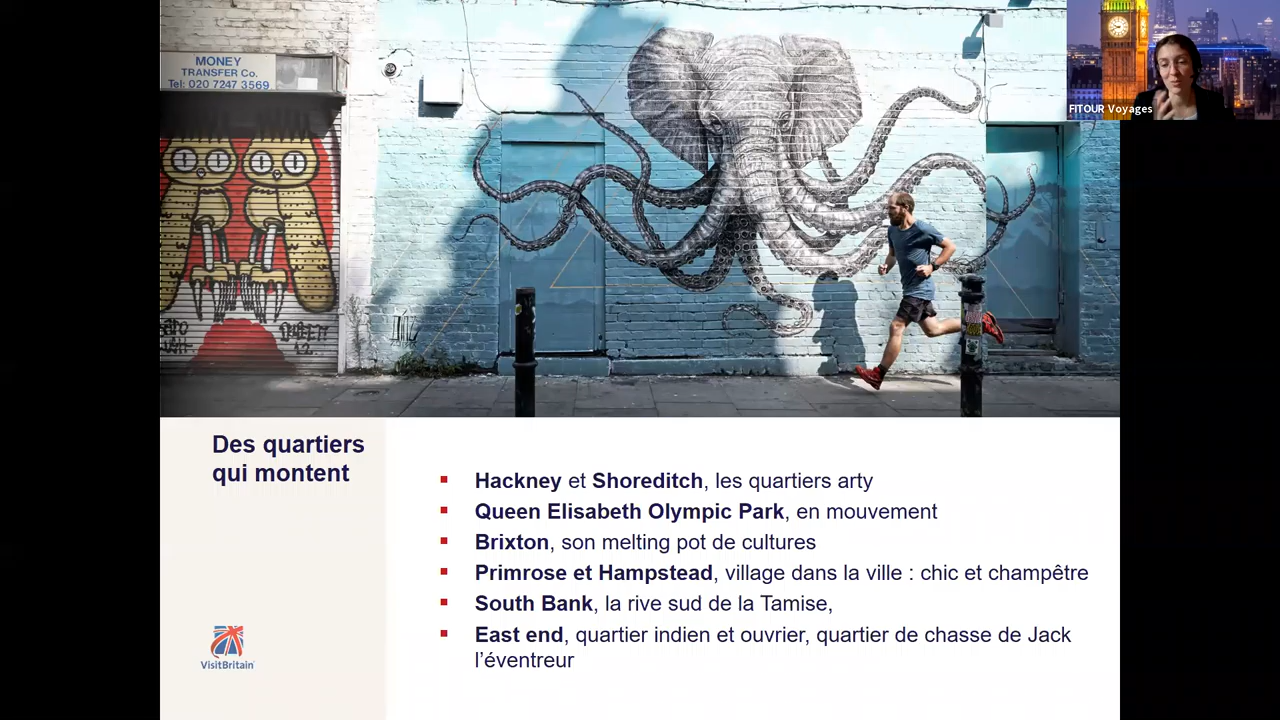 MONEY
TRANSFER Co.
Tel: 020 7247 3569
FITOUR Voyages
Des quartiers
qui montent
Hackney et Shoreditch, les quartiers arty
Queen Elisabeth Olympic Park, en mouvement
Brixton, son melting pot de cultures
Primrose et Hampstead, village dans la ville : chic et champêtre
South Bank, la rive sud de la Tamise,
East end, quartier indien et ouvrier, quartier de chasse de Jack
l'éventreur
VisitBritain